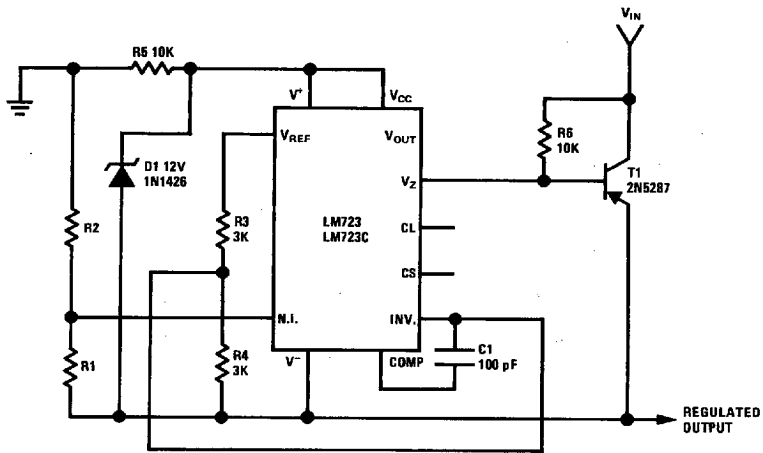 VIN
R5 10K
V+
VCC
VREF
VOUT
R6
10K
D1 12V
1N1426
T1
2N5287
VZ
R3
3K
LM723
LM723C
CL
R2
CS
N.I.
INV.
R1
R4
3K
V−
COMP
C1
100 pF
REGULATED
OUTPUT